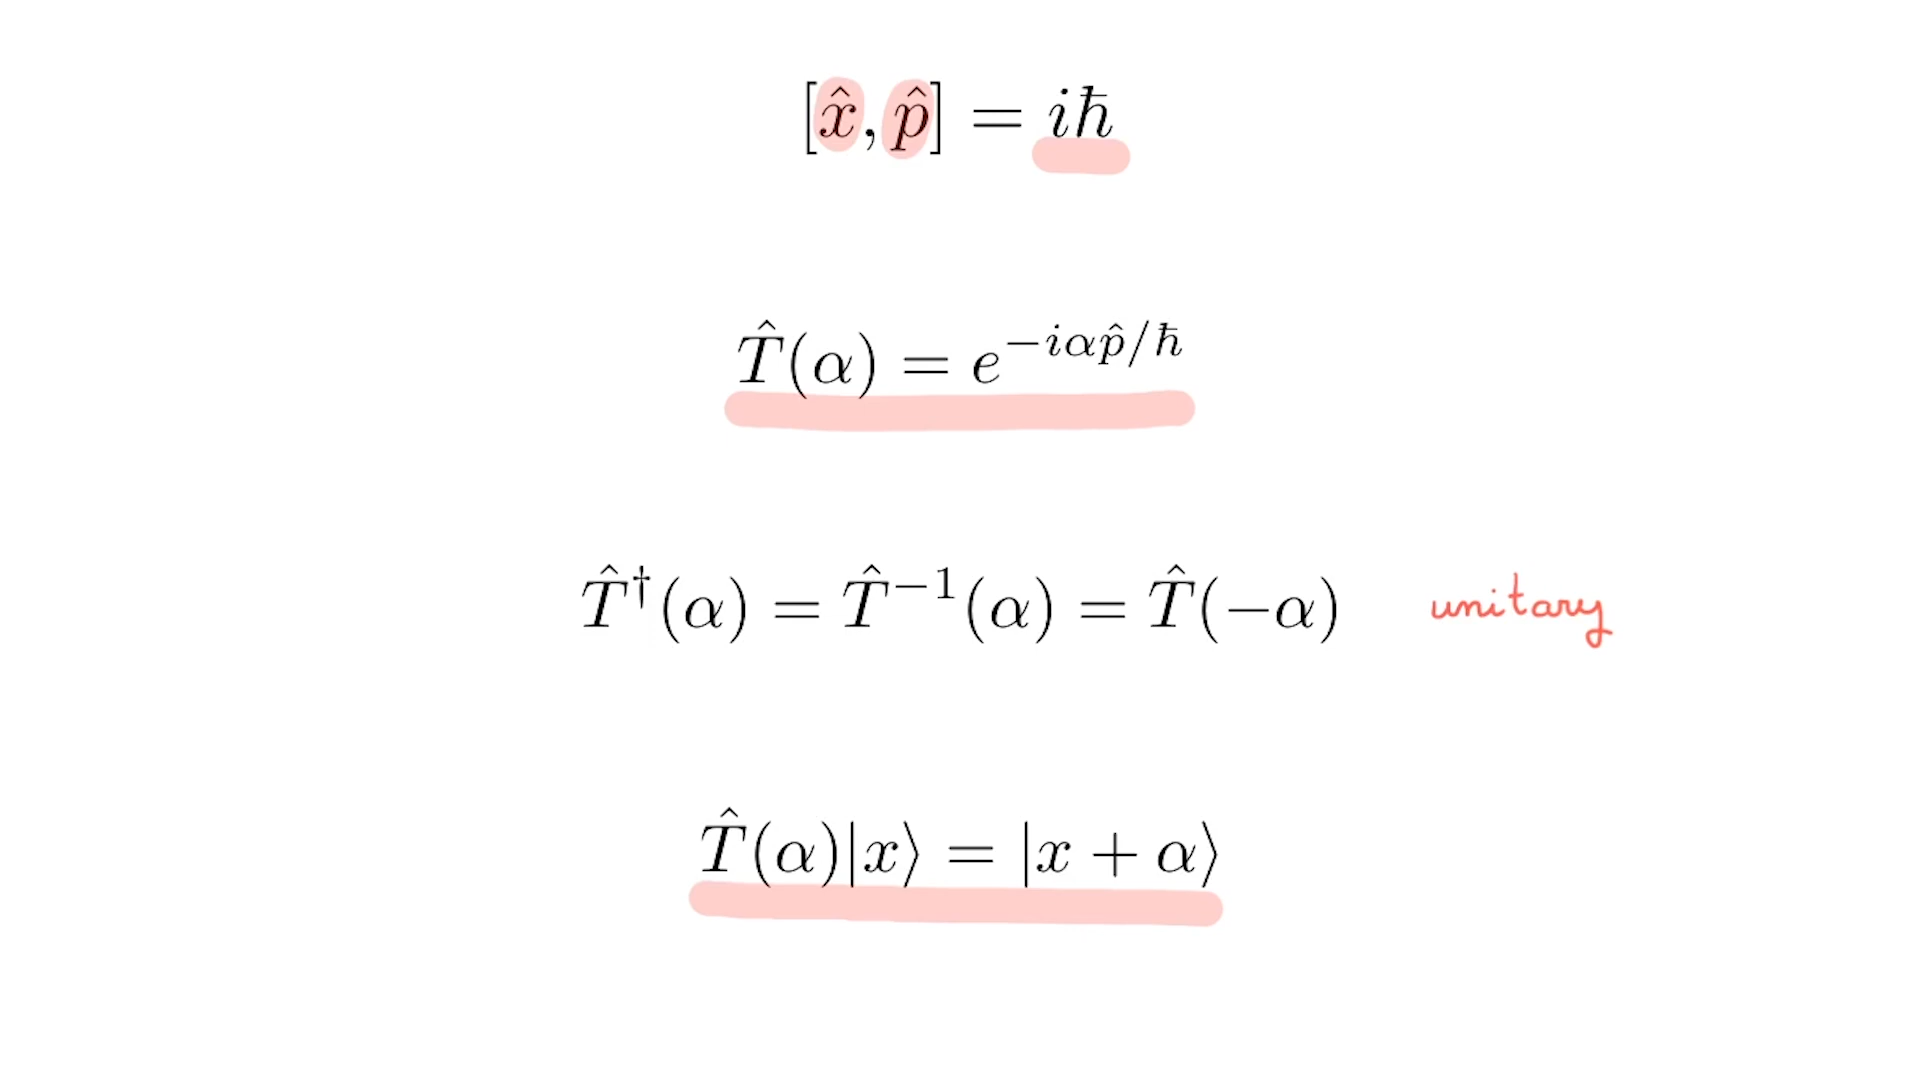 [x̂, p̂] = iℏ
T̂(α) = e^{−iαp̂/ℏ}
T̂†(α) = T̂⁻¹(α) = T̂(−α) unitary
T̂(α)|x⟩ = |x + α⟩